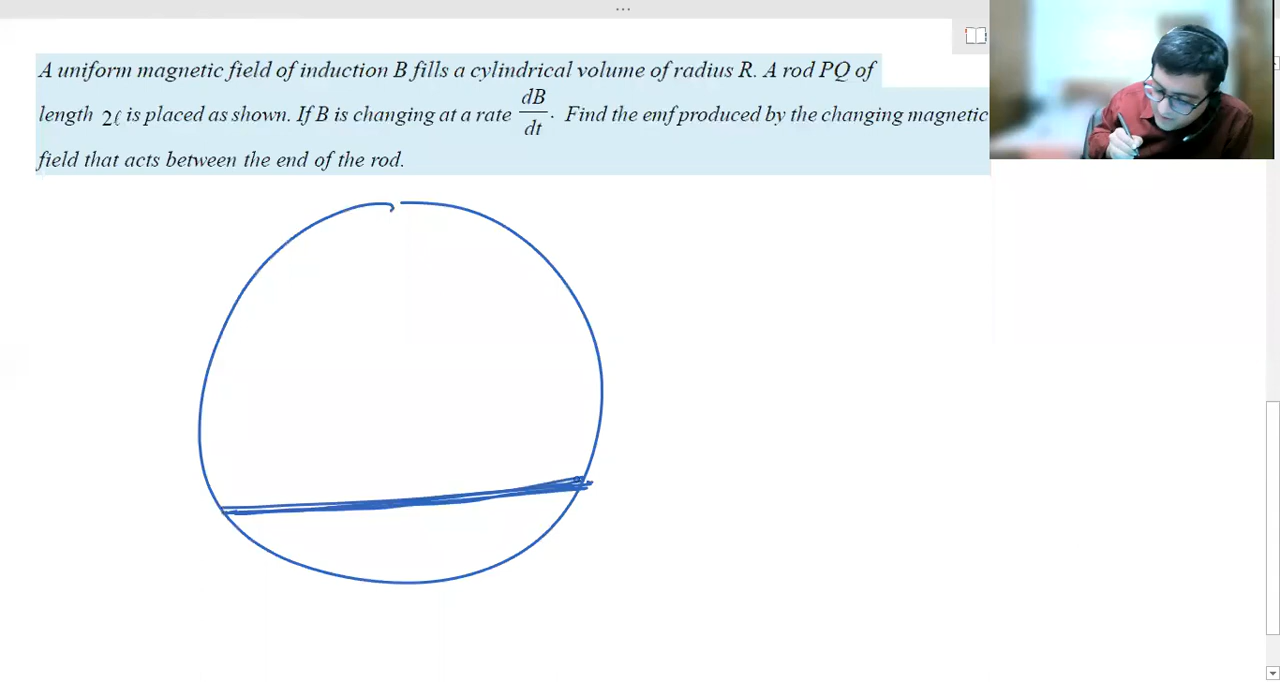 A uniform magnetic field of induction B fills a cylindrical volume of radius R. A rod PQ of
length 2ℓ is placed as shown. If B is changing at a rate dB/dt. Find the emf produced by the changing magnetic
field that acts between the end of the rod.